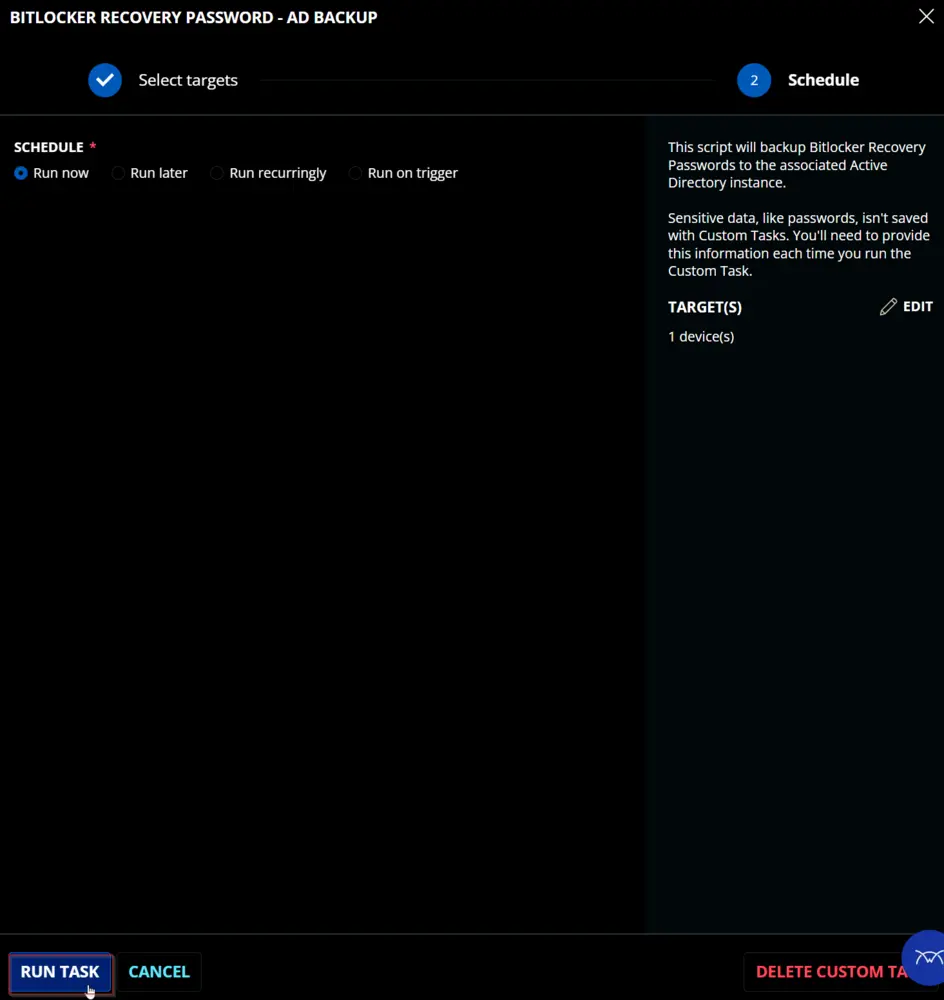 BITLOCKER RECOVERY PASSWORD - AD BACKUP
Select targets
2 Schedule
SCHEDULE *
Run now Run later Run recurringly Run on trigger
This script will backup Bitlocker Recovery
Passwords to the associated Active
Directory instance.
Sensitive data, like passwords, isn't saved
with Custom Tasks. You'll need to provide
this information each time you run the
Custom Task.
TARGET(S) EDIT
1 device(s)
RUN TASK CANCEL DELETE CUSTOM